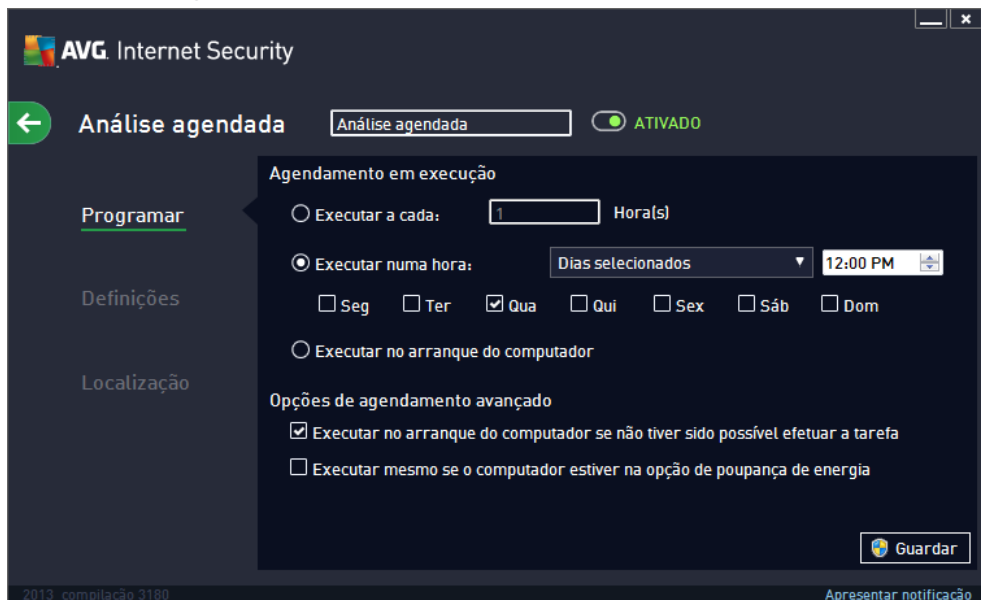 AVG. Internet Security
Análise agendada
Análise agendada
ATIVADO
Programar
Definições
Localização
Agendamento em execução
Executar a cada:
1
Hora(s)
Executar numa hora:
Dias selecionados
12:00 PM
Seg
Ter
Qua
Qui
Sex
Sáb
Dom
Executar no arranque do computador
Opções de agendamento avançado
Executar no arranque do computador se não tiver sido possível efetuar a tarefa
Executar mesmo se o computador estiver na opção de poupança de energia
Guardar
2013 compilação 3180
Apresentar notificação